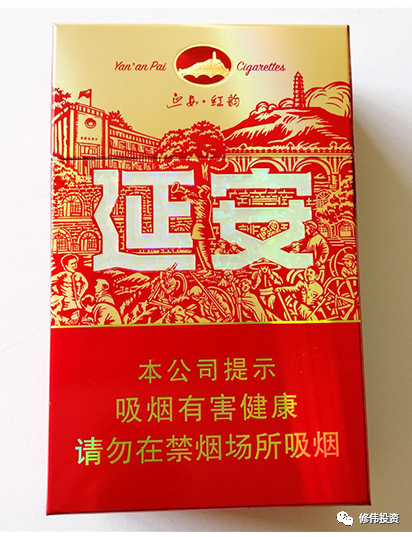 Yan'an Pai Cigarettes
延安·红韵
延安
本公司提示
吸烟有害健康
请勿在禁烟场所吸烟
修伟投资